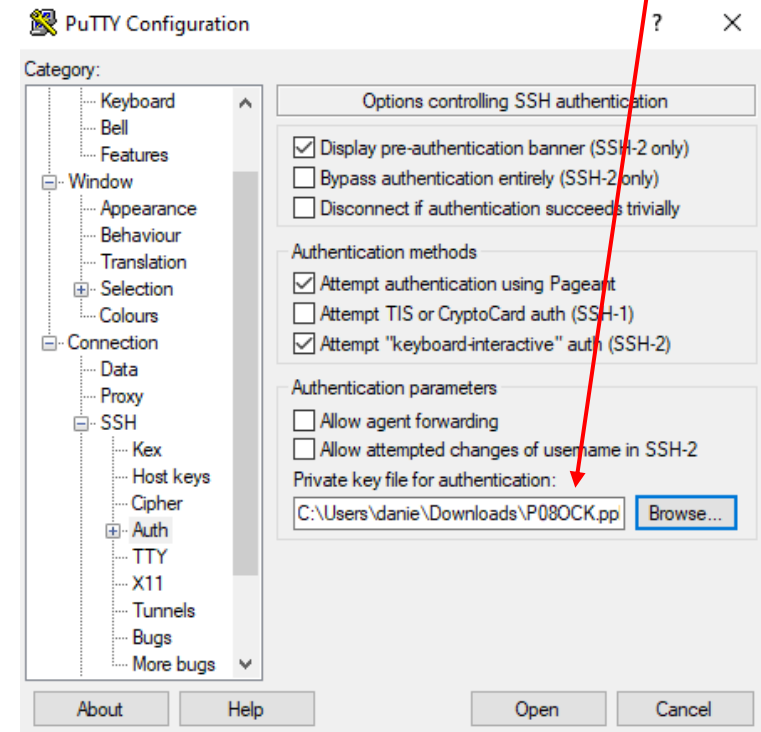 PuTTY Configuration
?
Category:
Keyboard
Bell
Features
Window
Appearance
Behaviour
Translation
Selection
Colours
Connection
Data
Proxy
SSH
Kex
Host keys
Cipher
Auth
TTY
X11
Tunnels
Bugs
More bugs
Options controlling SSH authentication
Display pre-authentication banner (SSH-2 only)
Bypass authentication entirely (SSH-2 only)
Disconnect if authentication succeeds trivially
Authentication methods
Attempt authentication using Pageant
Attempt TIS or CryptoCard auth (SSH-1)
Attempt "keyboard-interactive" auth (SSH-2)
Authentication parameters
Allow agent forwarding
Allow attempted changes of username in SSH-2
Private key file for authentication:
C:\Users\danie\Downloads\P08OCK.pp
Browse...
About
Help
Open
Cancel